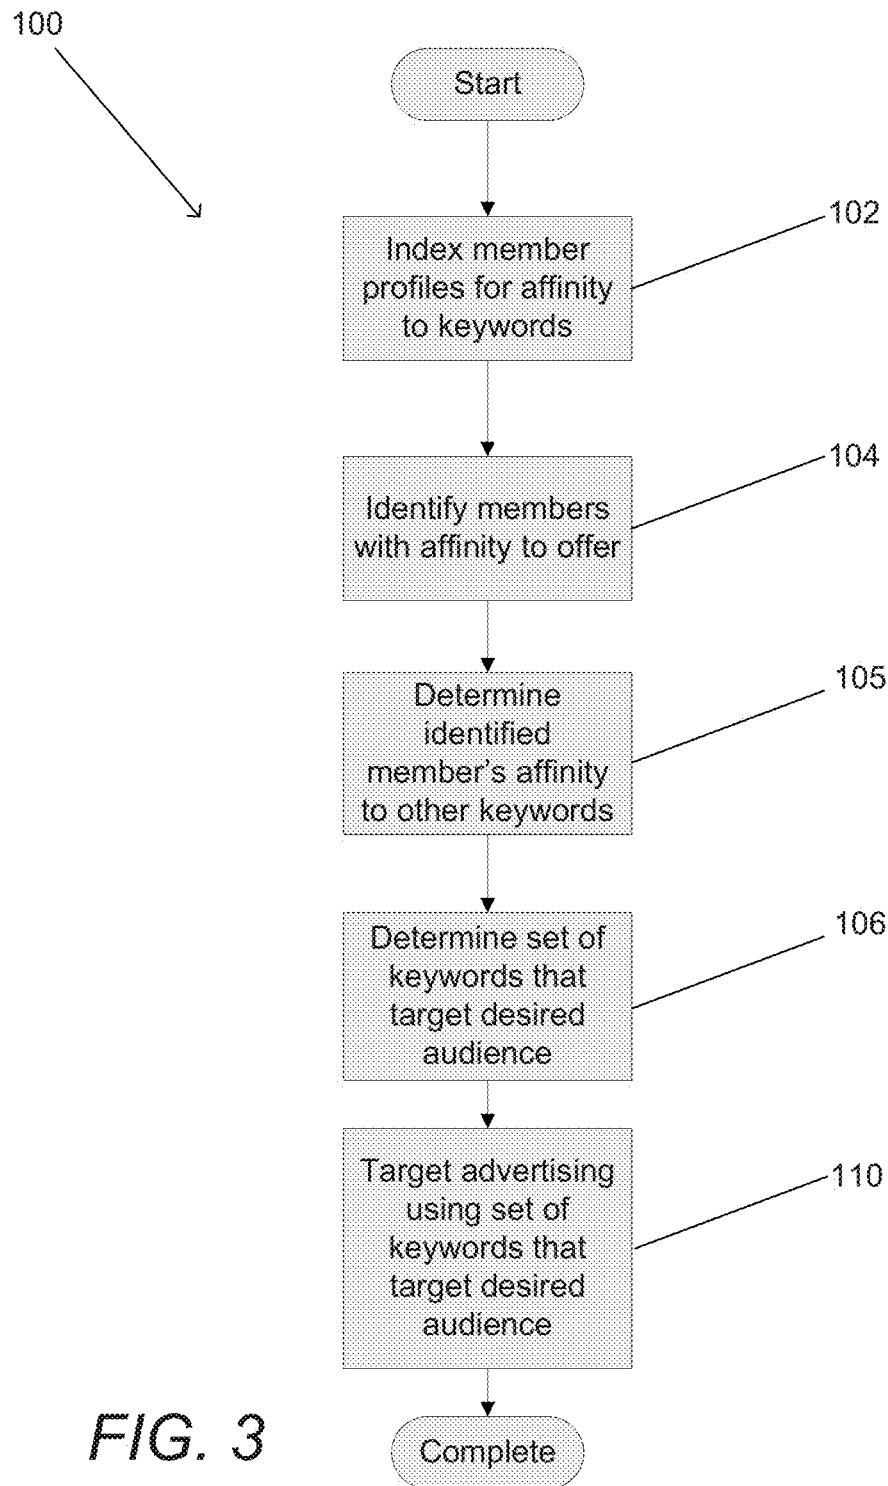 100
Start
102
Index member
profiles for affinity
to keywords
104
Identify members
with affinity to offer
105
Determine
identified
member's affinity
to other keywords
106
Determine set of
keywords that
target desired
audience
110
Target advertising
using set of
keywords that
target desired
audience
FIG. 3
Complete